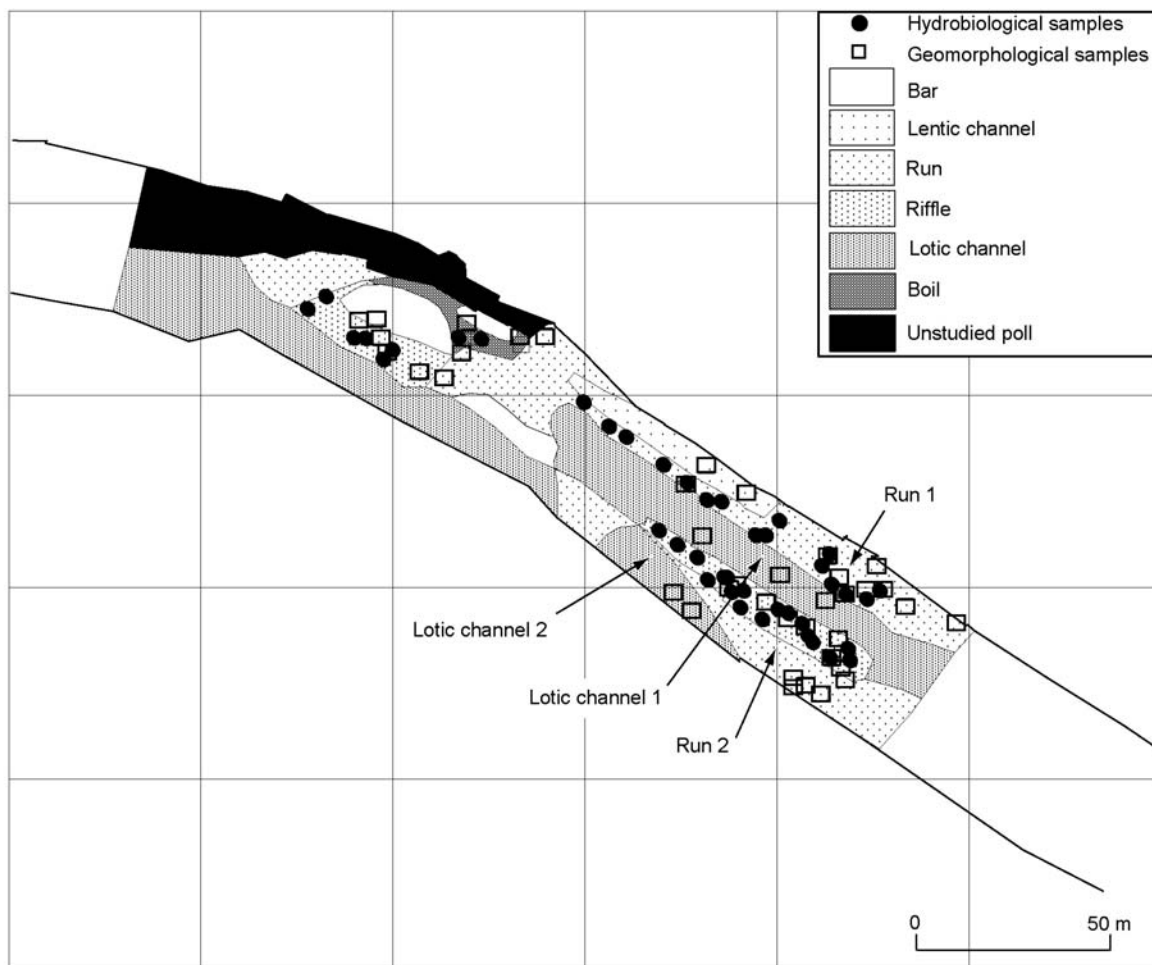 Hydrobiological samples
Geomorphological samples
Bar
Lentic channel
Run
Riffle
Lotic channel
Boil
Unstudied poll
Run 1
Lotic channel 2
Lotic channel 1
Run 2
0 50 m